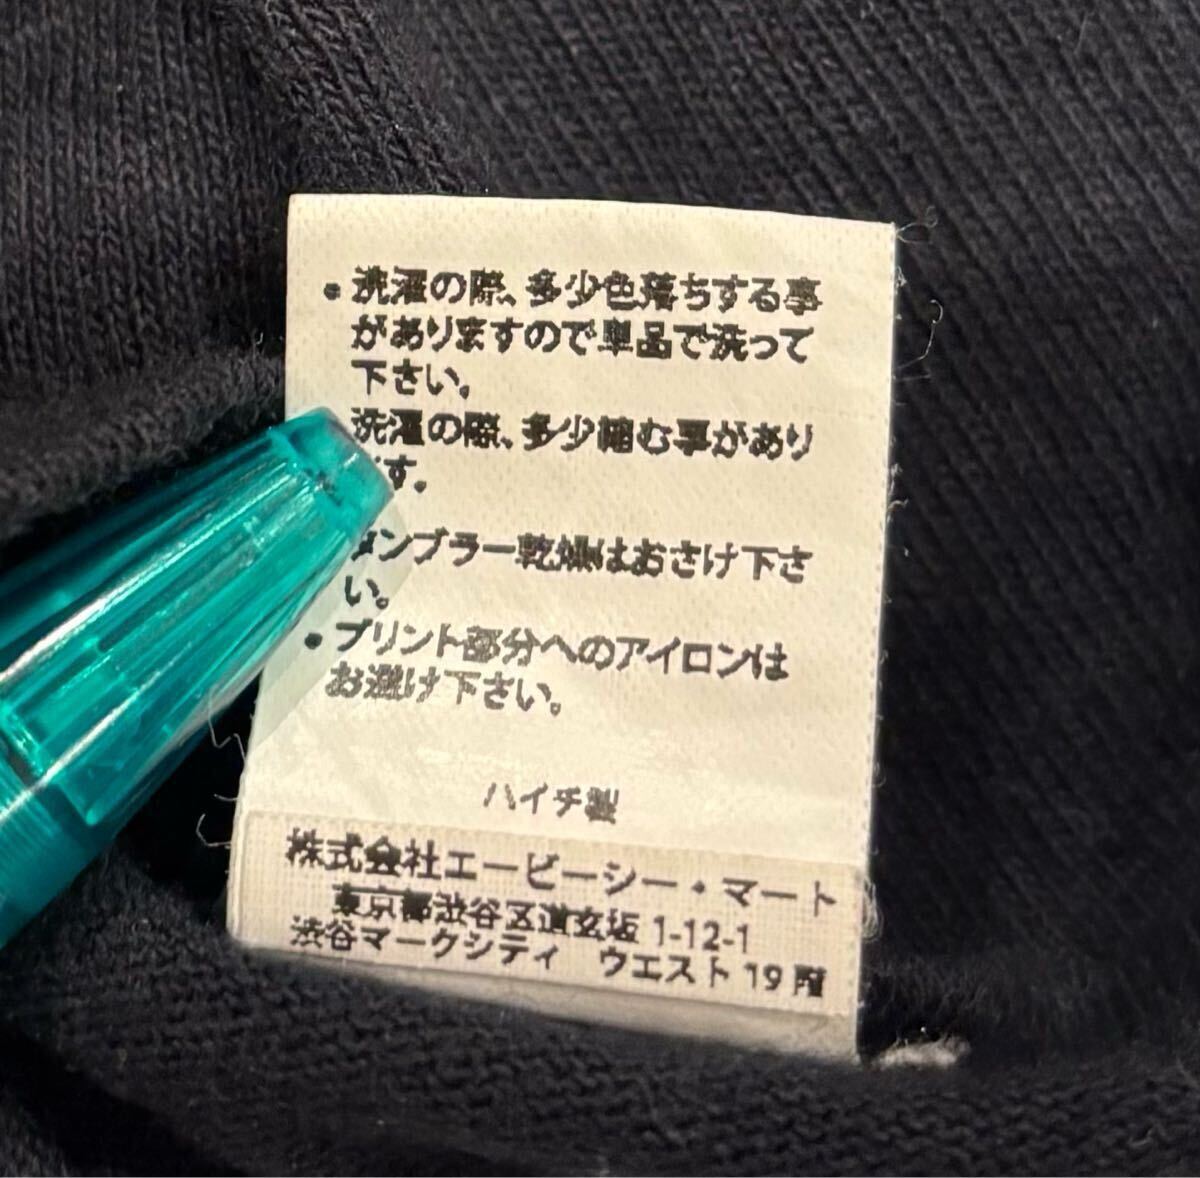 • 洗濯の際、多少色落ちする事
がありますので単品で洗って
下さい。
洗濯の際、多少縮む事があり
す。
タンブラー乾燥はおさけ下さ
い。
• プリント部分へのアイロンは
お避け下さい。
ハイチ製
株式会社エービーシー・マート
東京都渋谷区道玄坂 1-12-1
渋谷マークシティ ウエスト 19 階